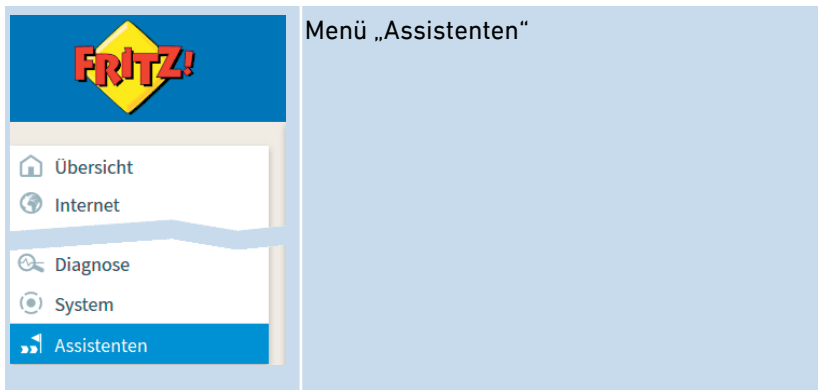 FRITZ!
Menü „Assistenten“
Übersicht
Internet
Diagnose
System
Assistenten